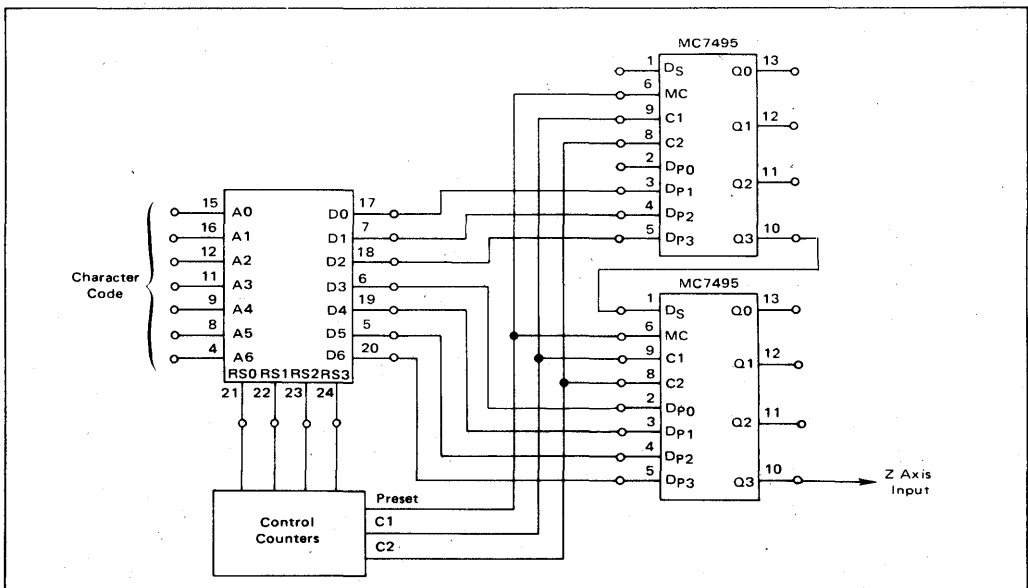 MC7495
1 DS Q0 13
6 MC
9 C1 Q1 12
8 C2
2 DP0 Q2 11
3 DP1
4 DP2
5 DP3 Q3 10
Character
Code
15 A0 D0 17
16 A1 D1 7
12 A2 D2 18
11 A3 D3 6
9 A4 D4 19
8 A5 D5 5
4 A6 D6 20
RS0 RS1 RS2 RS3
21 22 23 24
MC7495
1 DS Q0 13
6 MC
9 C1 Q1 12
8 C2
2 DP0 Q2 11
3 DP1
4 DP2
5 DP3 Q3 10
Z Axis
Input
Control
Counters
Preset
C1
C2